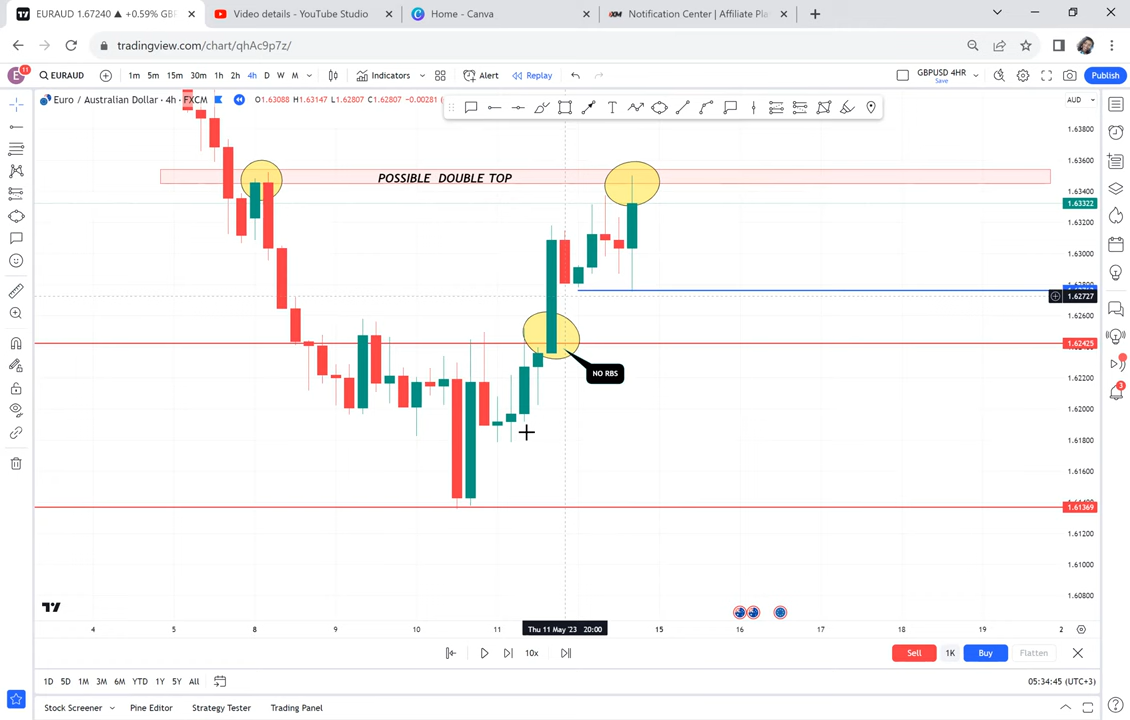 EURAUD 1.67240 ▲ +0.59% GBP
Video details - YouTube Studio
Home - Canva
XM Notification Center | Affiliate Pla
tradingview.com/chart/qhAc9p7z/
E 11
EURAUD 1m 5m 15m 30m 1h 2h 4h D W M Indicators Alert Replay GBPUSD 4HR Save Publish
Euro / Australian Dollar · 4h · FXCM O1.63088 H1.63147 L1.62807 C1.62807 −0.00281
AUD
1.63800
1.63600
POSSIBLE DOUBLE TOP
1.63400
1.63322
1.63200
1.63000
1.62727
1.62425
NO RBS
1.62200
1.62000
1.61800
1.61600
1.61369
1.61200
1.61000
1.60800
3
4 5 8 9 10 11 Thu 11 May '23 20:00 15 16 17 18 19 2
10x Sell 1K Buy Flatten
1D 5D 1M 3M 6M YTD 1Y 5Y All 05:34:45 (UTC+3)
Stock Screener Pine Editor Strategy Tester Trading Panel